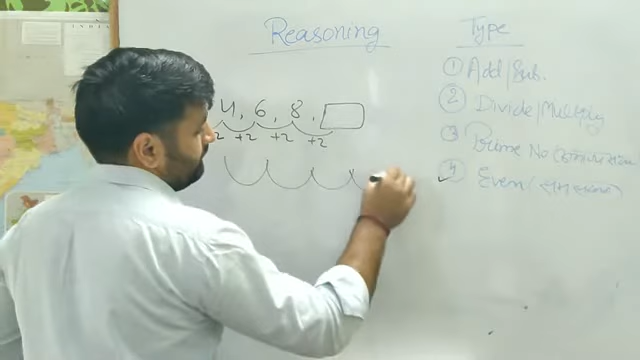 Reasoning
4, 6, 8,
2 +2 +2 +2
Type
① Add/Sub.
② Divide/Multiply
③ Prime No
④ Even/सम संख्या